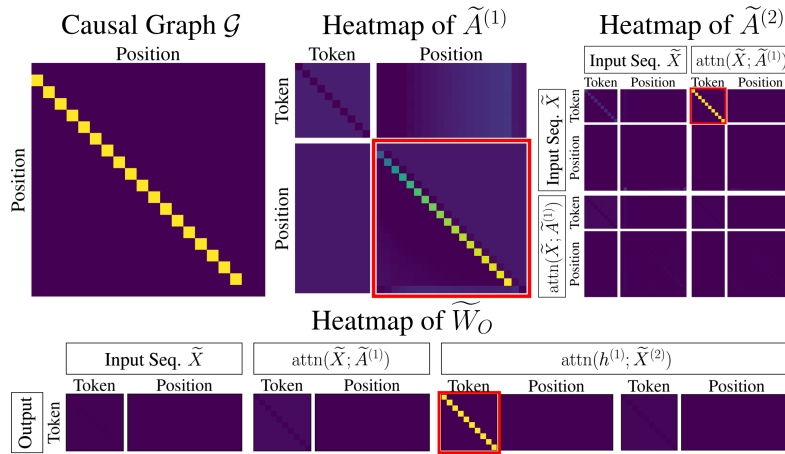 Causal Graph 𝒢
Position
Position
Heatmap of Ã⁽¹⁾
Token Position
Token
Position
Heatmap of Ã⁽²⁾
Input Seq. X̃ attn(X̃; Ã⁽¹⁾)
Token Position Token Position
Input Seq. X̃
Token
Position
attn(X̃; Ã⁽¹⁾)
Token
Position
Heatmap of W̃_O
Input Seq. X̃ attn(X̃; Ã⁽¹⁾) attn(h⁽¹⁾; X̃⁽²⁾)
Token Position Token Position Token Position Token Position
Output
Token